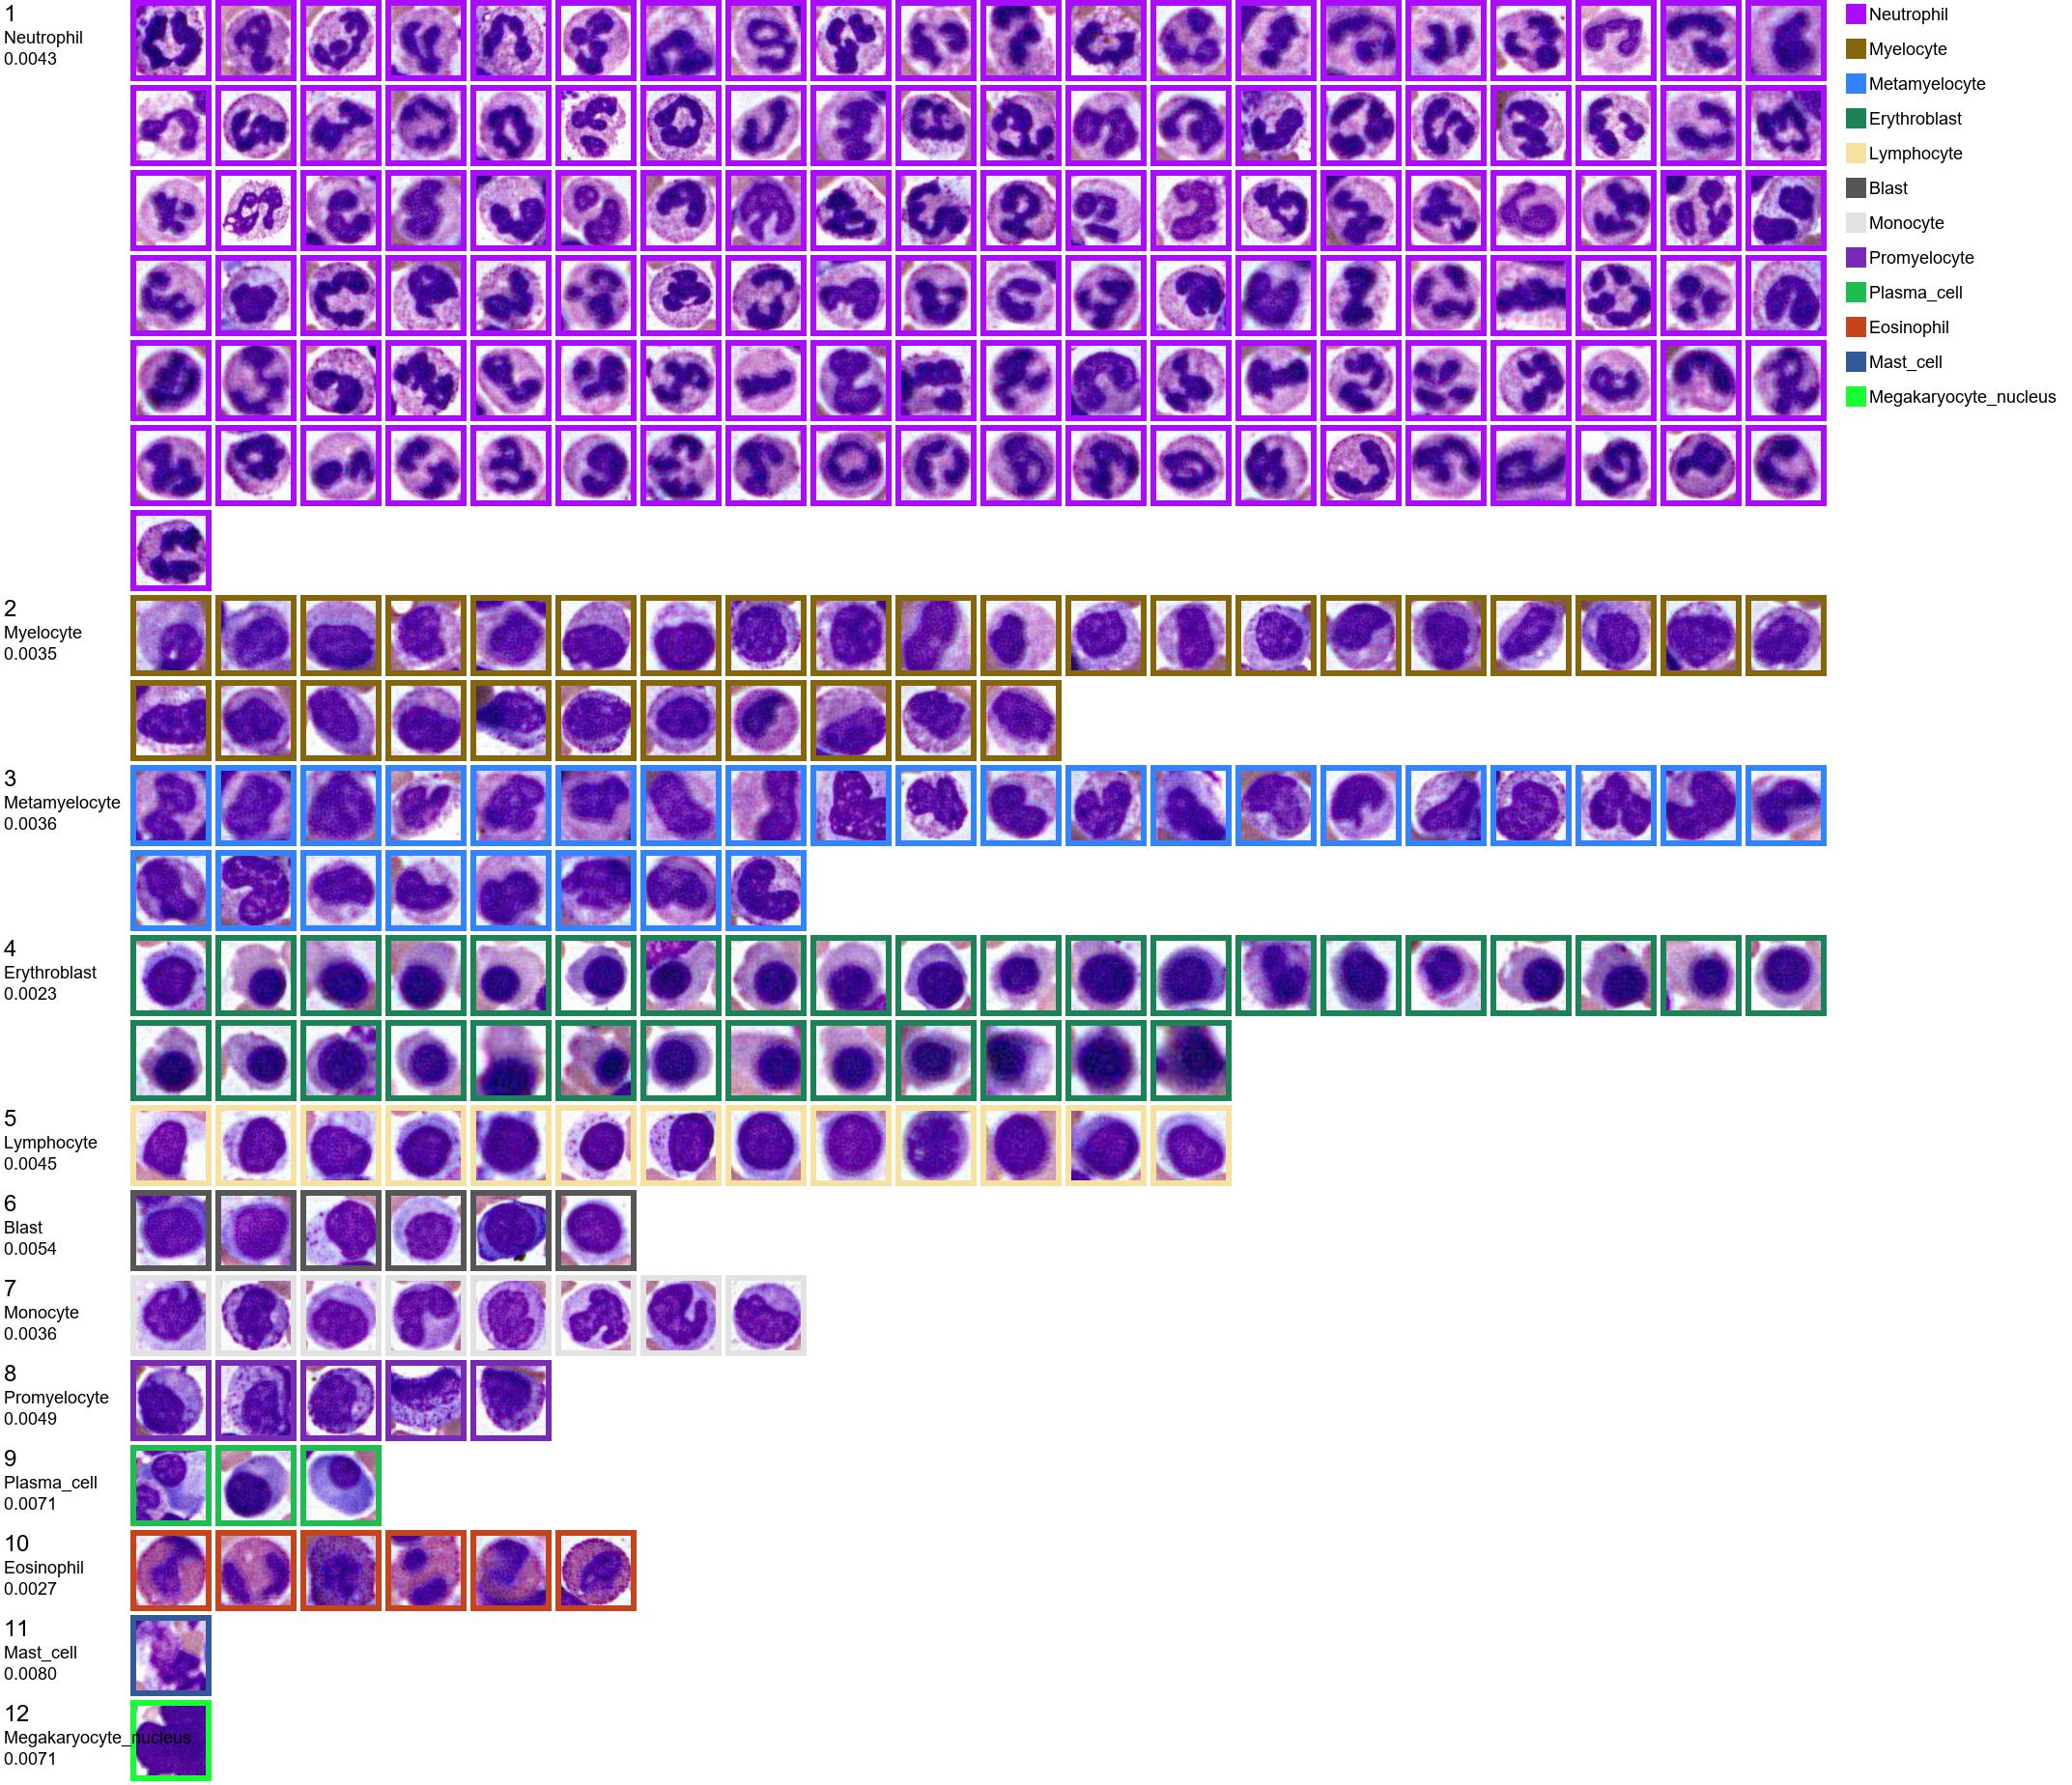 1
Neutrophil
0.0043
2
Myelocyte
0.0035
3
Metamyelocyte
0.0036
4
Erythroblast
0.0023
5
Lymphocyte
0.0045
6
Blast
0.0054
7
Monocyte
0.0036
8
Promyelocyte
0.0049
9
Plasma_cell
0.0071
10
Eosinophil
0.0027
11
Mast_cell
0.0080
12
Megakaryocyte_nucleus
0.0071
Neutrophil
Myelocyte
Metamyelocyte
Erythroblast
Lymphocyte
Blast
Monocyte
Promyelocyte
Plasma_cell
Eosinophil
Mast_cell
Megakaryocyte_nucleus